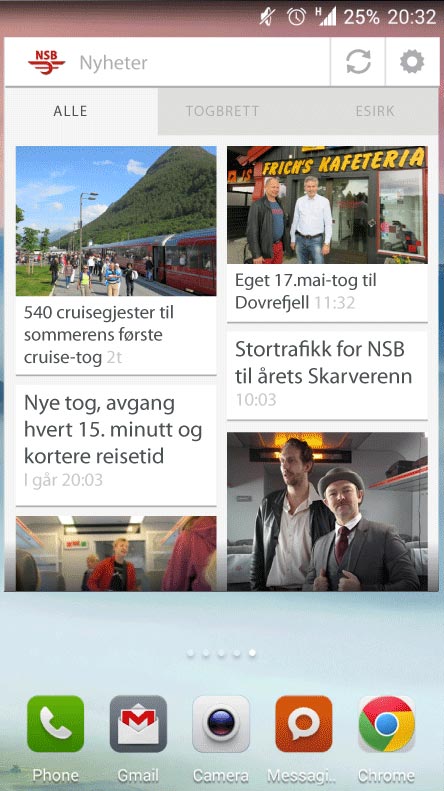 H 25% 20:32
NSB Nyheter
ALLE TOGBRETT ESIRK
540 cruisegjester til
sommerens første
cruise-tog 2t
Nye tog, avgang
hvert 15. minutt og
kortere reisetid
I går 20:03
IS FRICH'S KAFETERIA
Eget 17.mai-tog til
Dovrefjell 11:32
Stortrafikk for NSB
til årets Skarverenn
10:03
Phone Gmail Camera Messagi.. Chrome